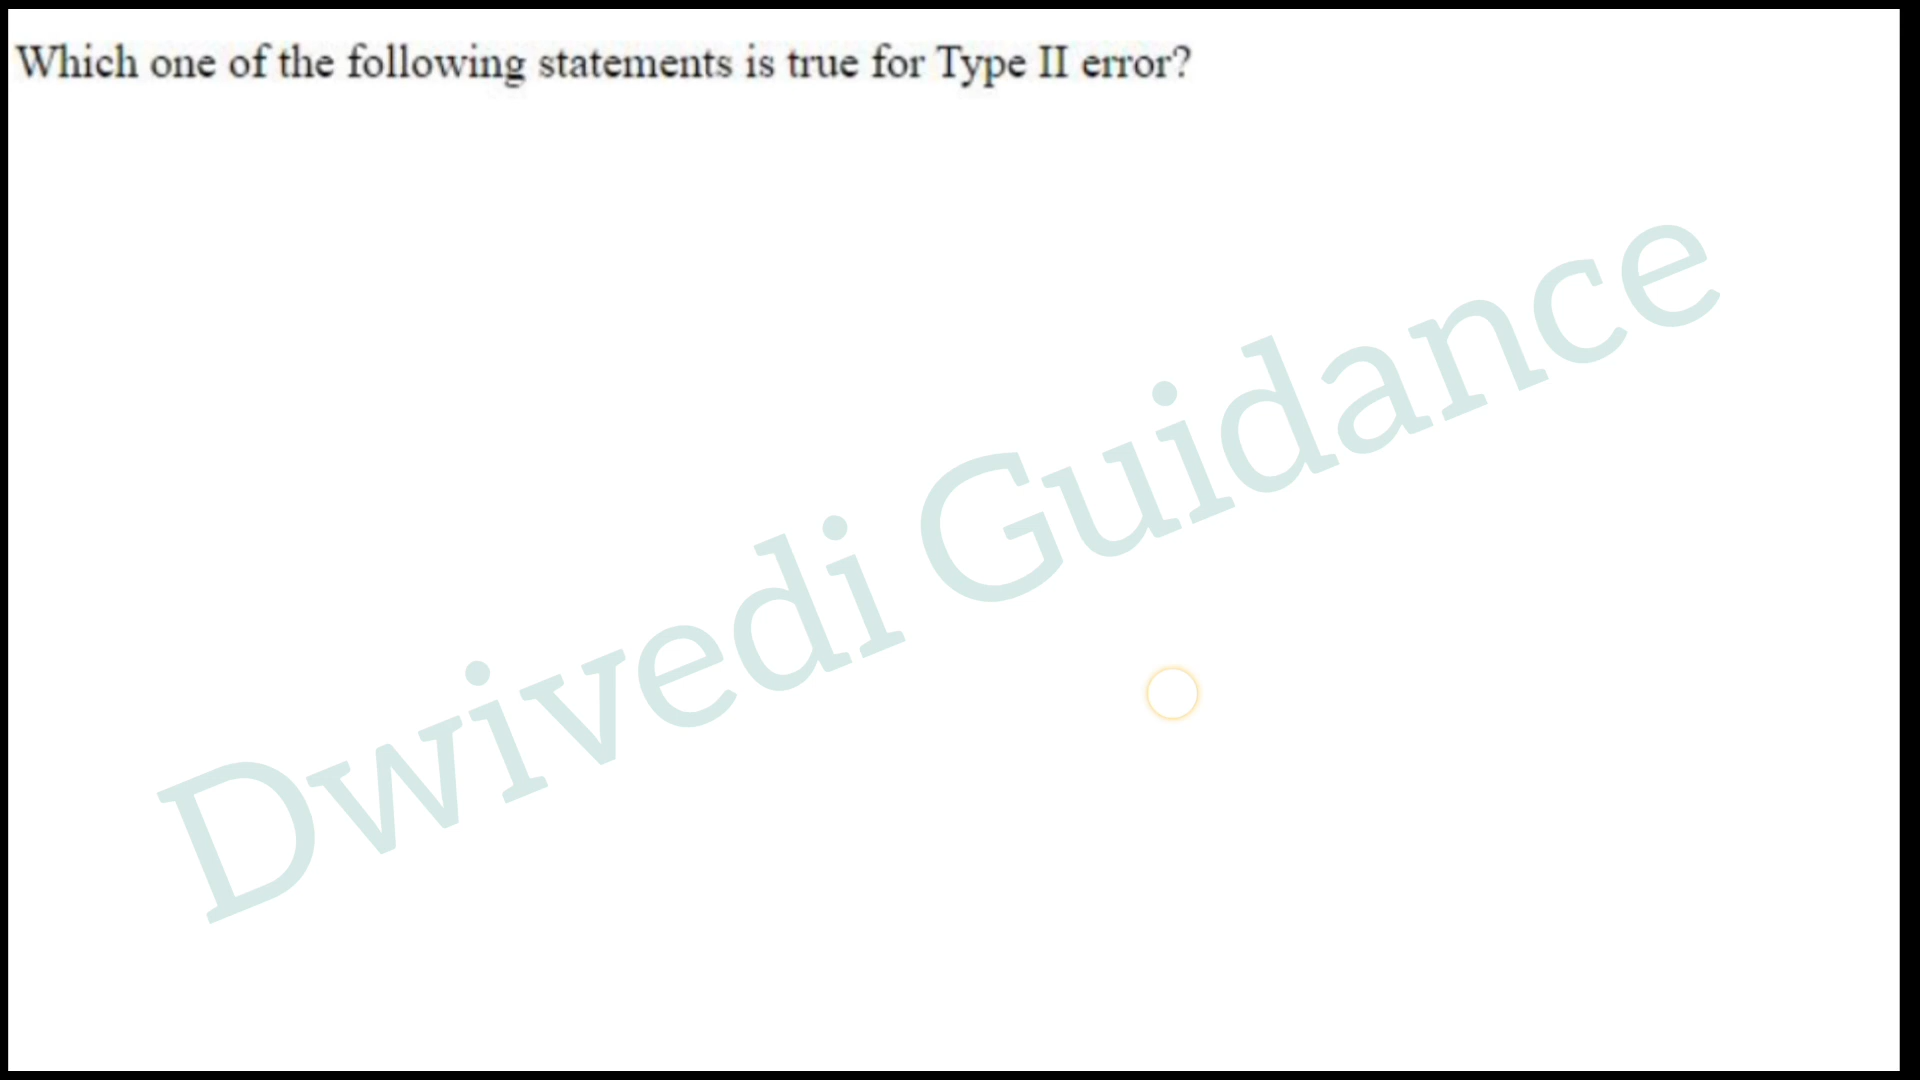 Which one of the following statements is true for Type II error?
Dwivedi Guidance